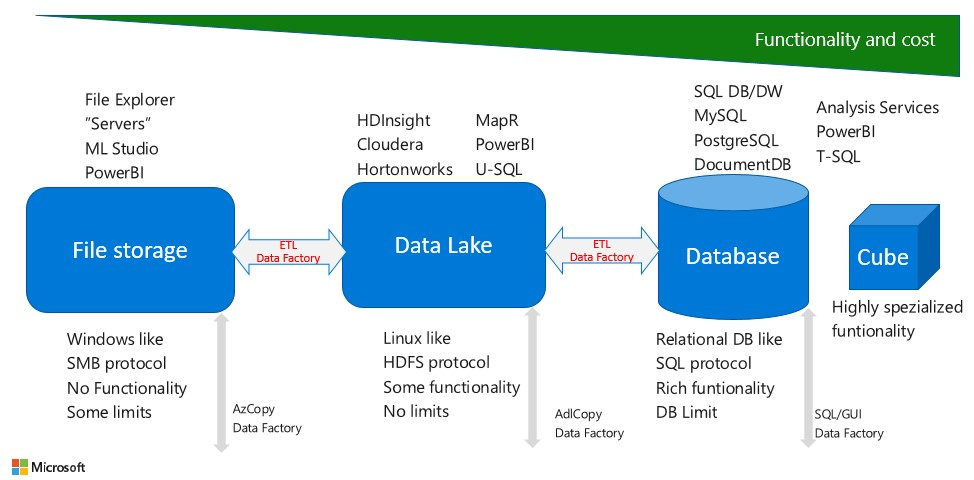 Functionality and cost
File Explorer
"Servers"
ML Studio
PowerBI
HDInsight
Cloudera
Hortonworks
MapR
PowerBI
U-SQL
SQL DB/DW
MySQL
PostgreSQL
DocumentDB
Analysis Services
PowerBI
T-SQL
File storage
ETL
Data Factory
Data Lake
ETL
Data Factory
Database
Cube
Windows like
SMB protocol
No Functionality
Some limits
AzCopy
Data Factory
Linux like
HDFS protocol
Some functionality
No limits
AdlCopy
Data Factory
Relational DB like
SQL protocol
Rich funtionality
DB Limit
SQL/GUI
Data Factory
Highly spezialized
funtionality
Microsoft